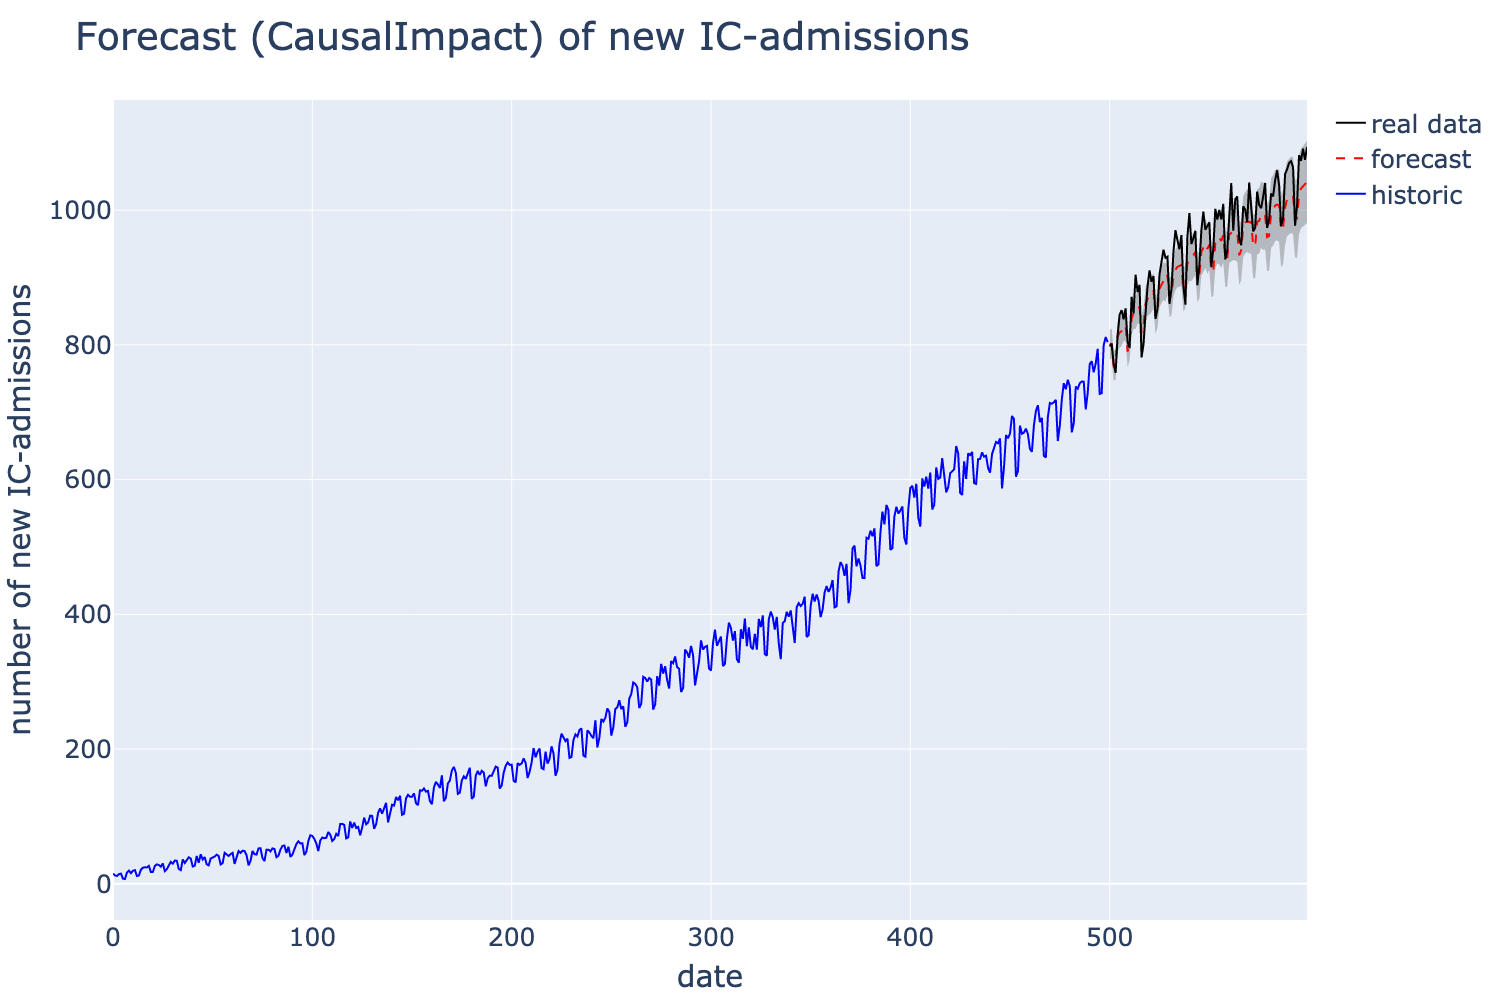 Forecast (CausalImpact) of new IC-admissions
real data
forecast
historic
number of new IC-admissions
1000
800
600
400
200
0
0 100 200 300 400 500
date